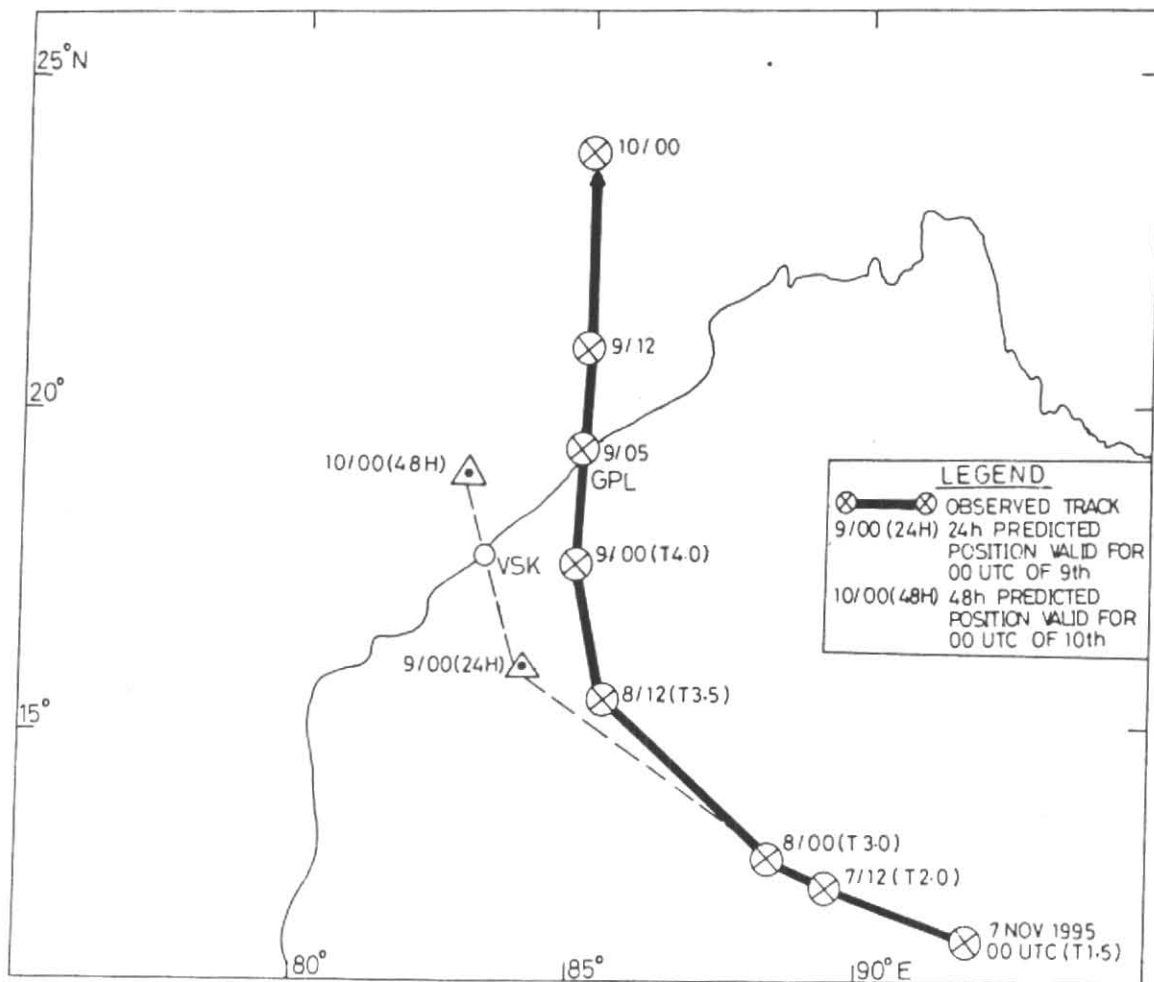 25°N
10/00
9/12
20°
9/05
10/00(48H)
GPL
LEGEND
OBSERVED TRACK
9/00(24H) 24h PREDICTED
POSITION VALID FOR
00 UTC OF 9th
10/00(48H) 48h PREDICTED
POSITION VALID FOR
00 UTC OF 10th
VSK
9/00(T4.0)
9/00(24H)
8/12(T3.5)
15°
8/00(T3.0)
7/12(T2.0)
7 NOV 1995
00 UTC(T1.5)
80°
85°
90°E